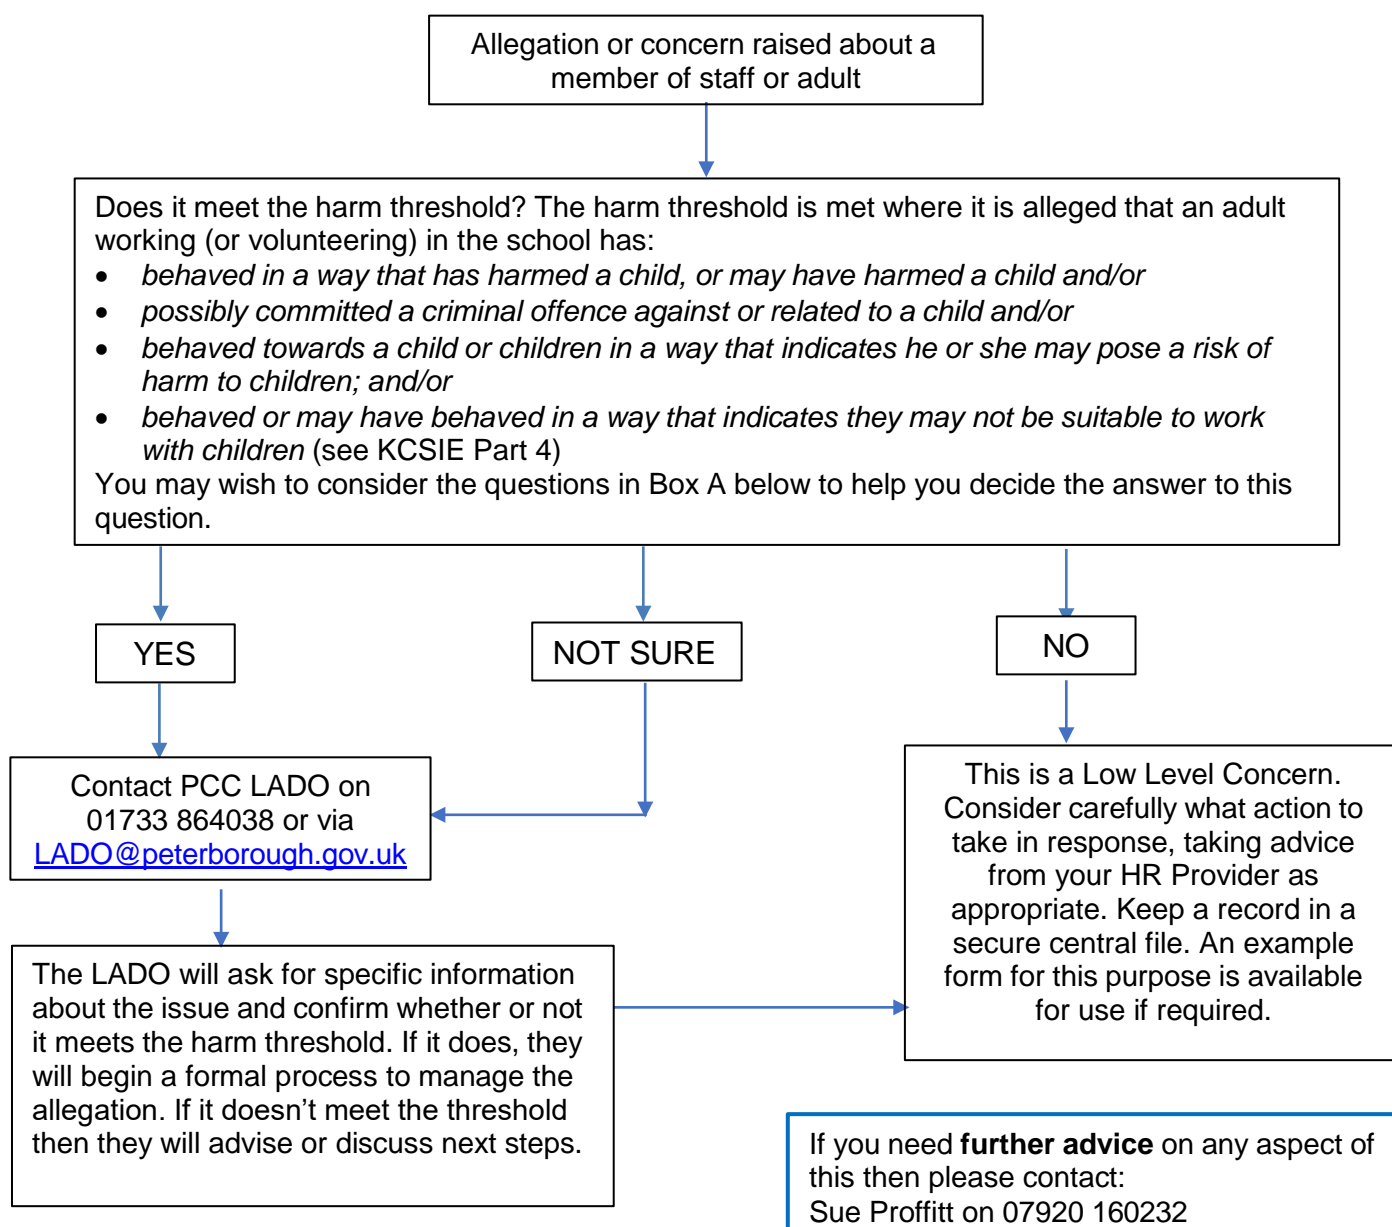 Allegation or concern raised about a
member of staff or adult
Does it meet the harm threshold? The harm threshold is met where it is alleged that an adult
working (or volunteering) in the school has:
• behaved in a way that has harmed a child, or may have harmed a child and/or
• possibly committed a criminal offence against or related to a child and/or
• behaved towards a child or children in a way that indicates he or she may pose a risk of
harm to children; and/or
• behaved or may have behaved in a way that indicates they may not be suitable to work
with children (see KCSIE Part 4)
You may wish to consider the questions in Box A below to help you decide the answer to this
question.
YES
NOT SURE
NO
Contact PCC LADO on
01733 864038 or via
LADO@peterborough.gov.uk
This is a Low Level Concern.
Consider carefully what action to
take in response, taking advice
from your HR Provider as
appropriate. Keep a record in a
secure central file. An example
form for this purpose is available
for use if required.
The LADO will ask for specific information
about the issue and confirm whether or not
it meets the harm threshold. If it does, they
will begin a formal process to manage the
allegation. If it doesn’t meet the threshold
then they will advise or discuss next steps.
If you need further advice on any aspect of
this then please contact:
Sue Proffitt on 07920 160232